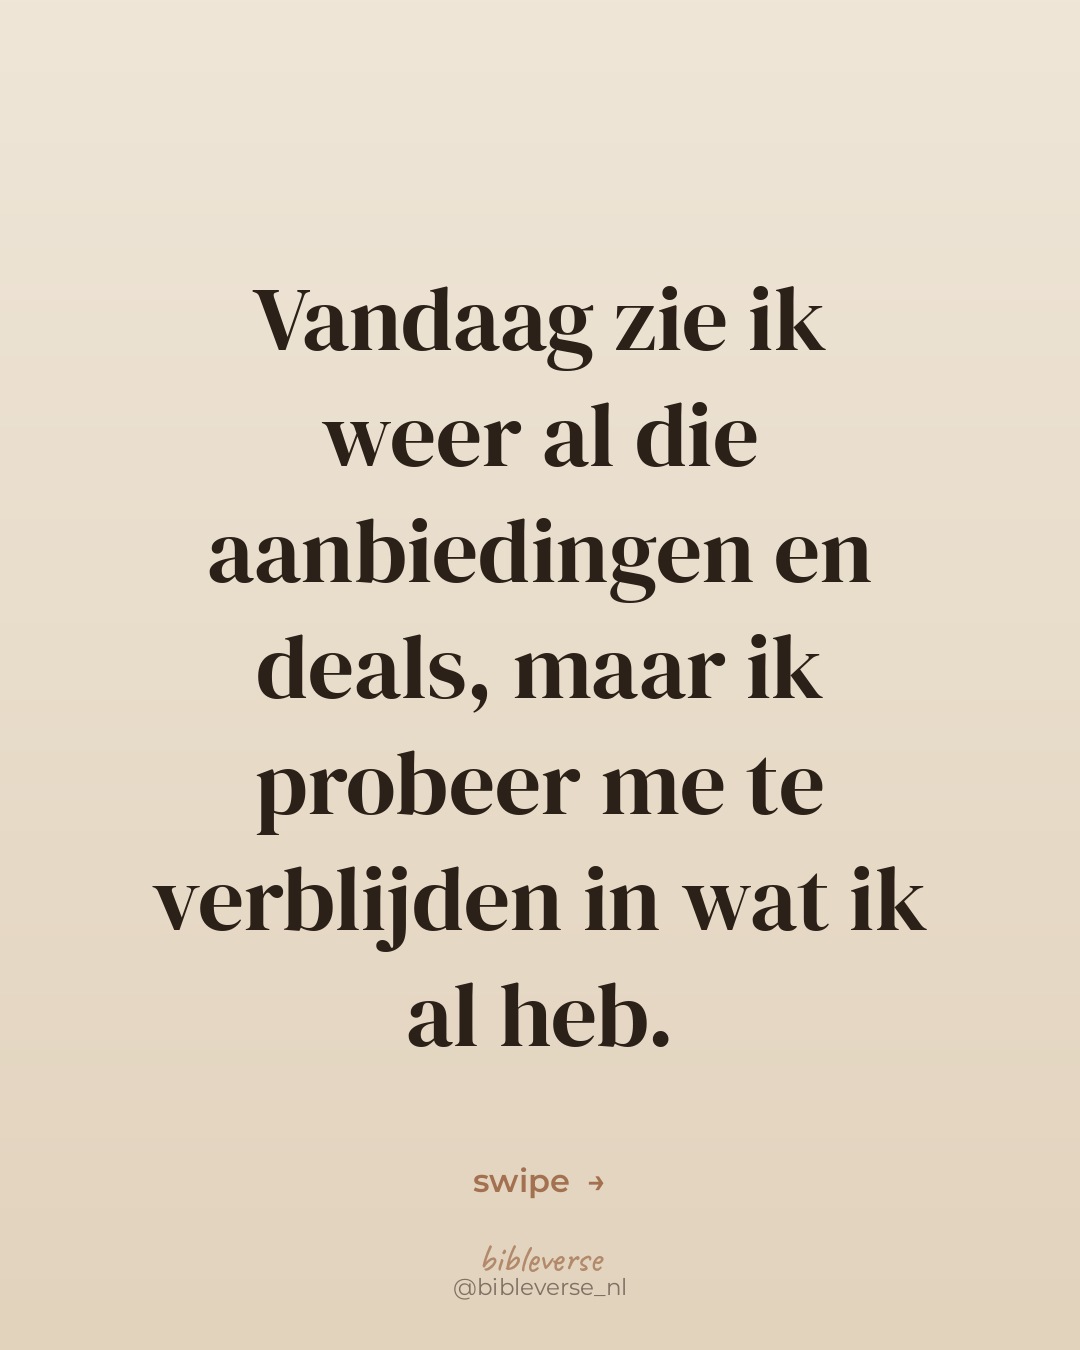 Vandaag zie ik
weer al die
aanbiedingen en
deals, maar ik
probeer me te
verblijden in wat ik
al heb.
swipe →
bibleverse
@bibleverse_nl